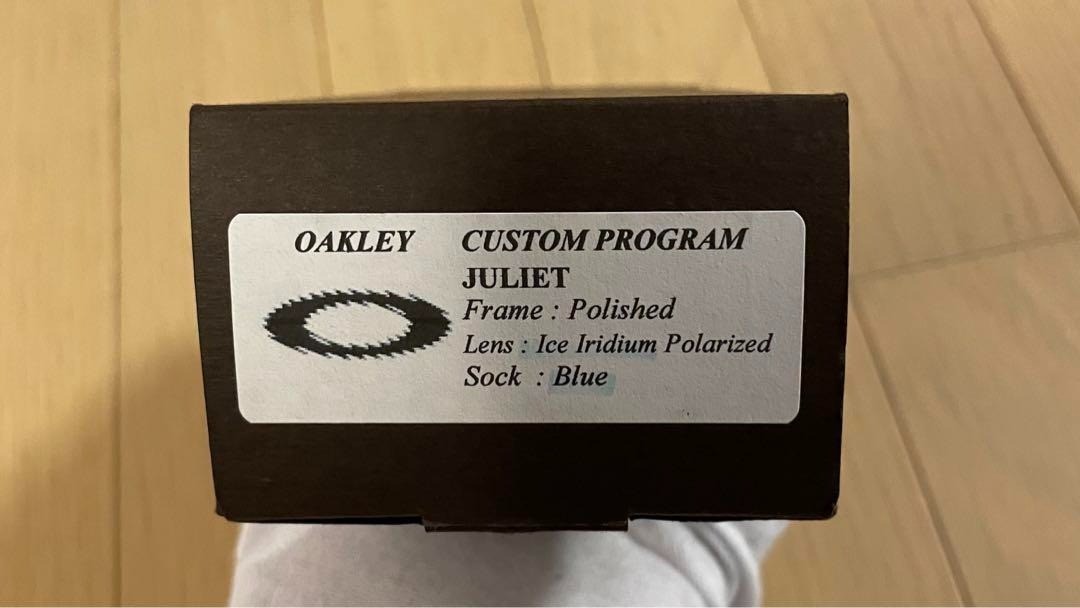 OAKLEY CUSTOM PROGRAM
JULIET
Frame : Polished
Lens : Ice Iridium Polarized
Sock : Blue